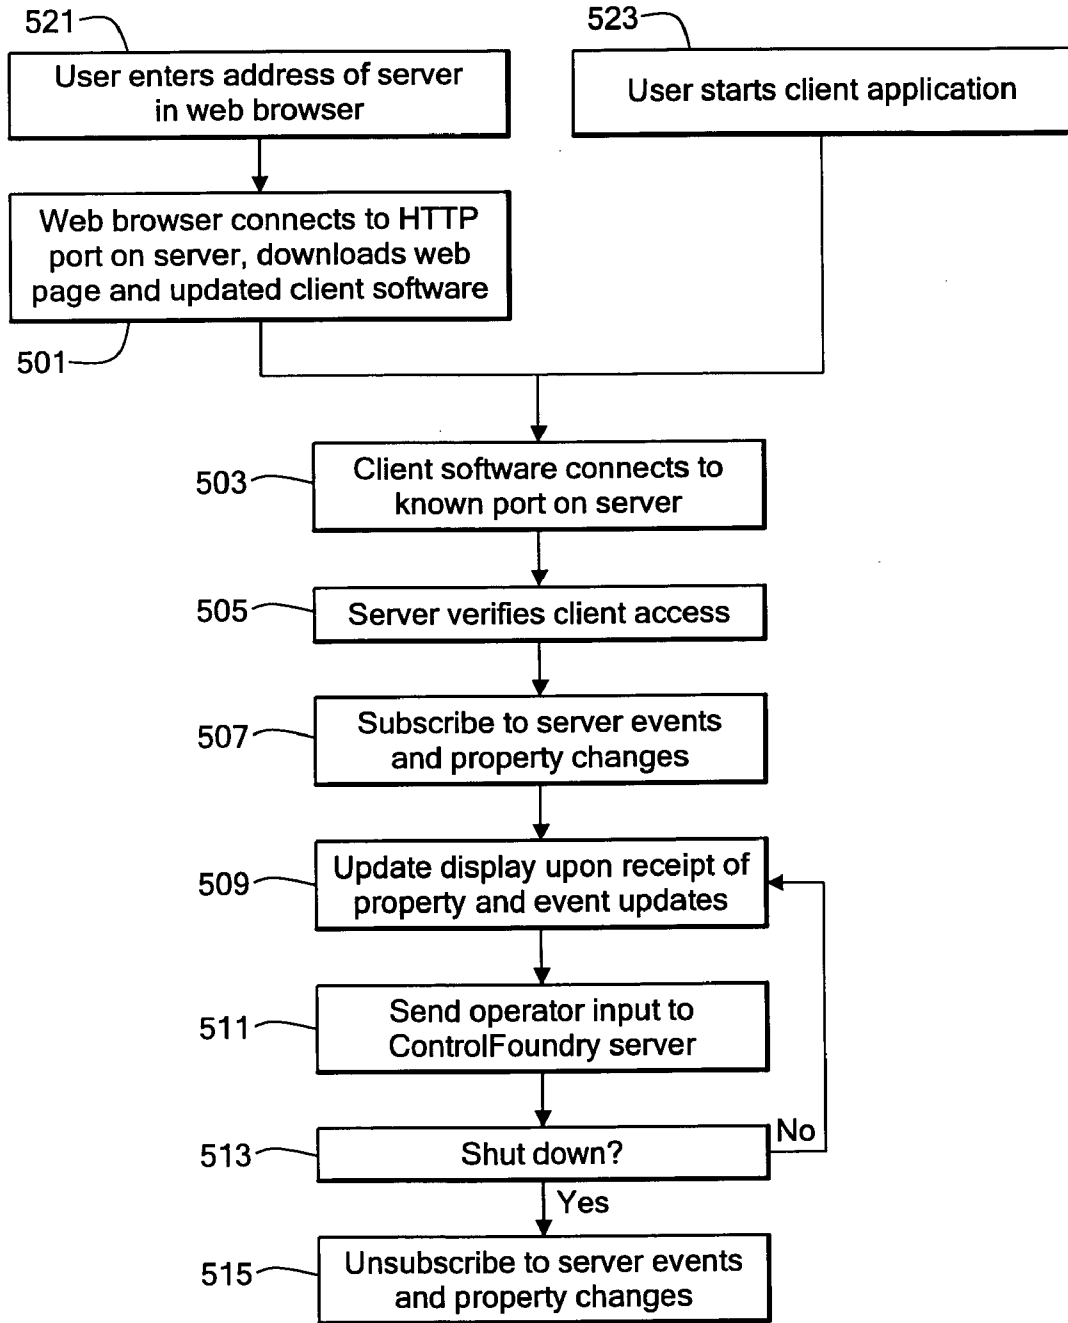 521
User enters address of server
in web browser
523
User starts client application
Web browser connects to HTTP
port on server, downloads web
page and updated client software
501
503
Client software connects to
known port on server
505
Server verifies client access
507
Subscribe to server events
and property changes
509
Update display upon receipt of
property and event updates
511
Send operator input to
ControlFoundry server
513
Shut down?
No
Yes
515
Unsubscribe to server events
and property changes